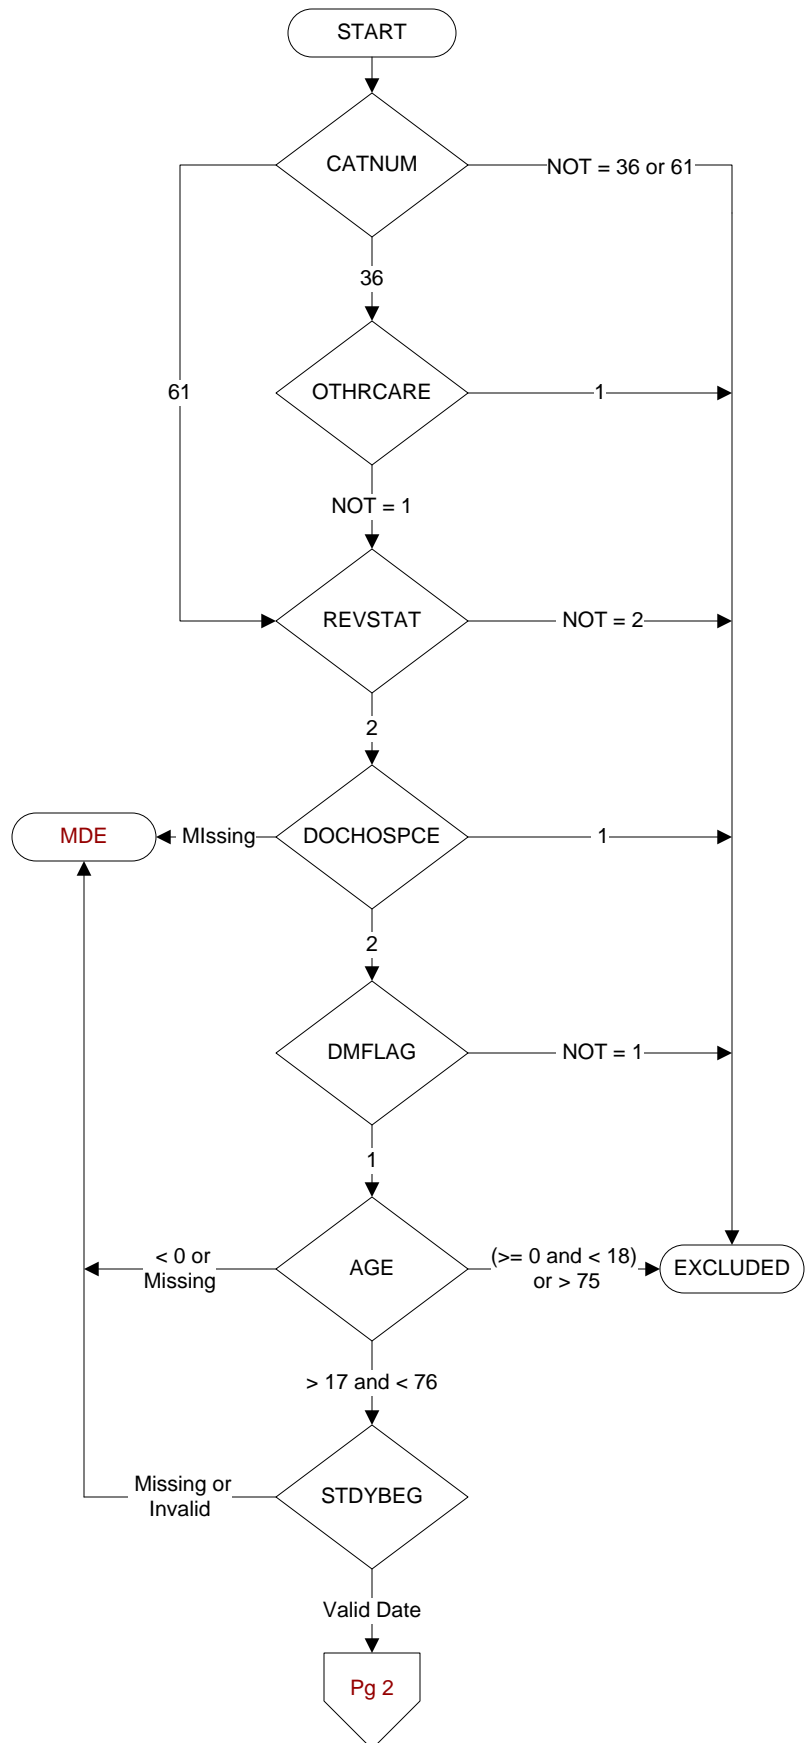 START
CATNUM
NOT = 36 or 61
36
61
OTHRCARE
1
NOT = 1
REVSTAT
NOT = 2
2
MDE
MIssing
DOCHOSPCE
1
2
DMFLAG
NOT = 1
1
< 0 or
Missing
AGE
(>= 0 and < 18)
or > 75
EXCLUDED
> 17 and < 76
Missing or
Invalid
STDYBEG
Valid Date
Pg 2